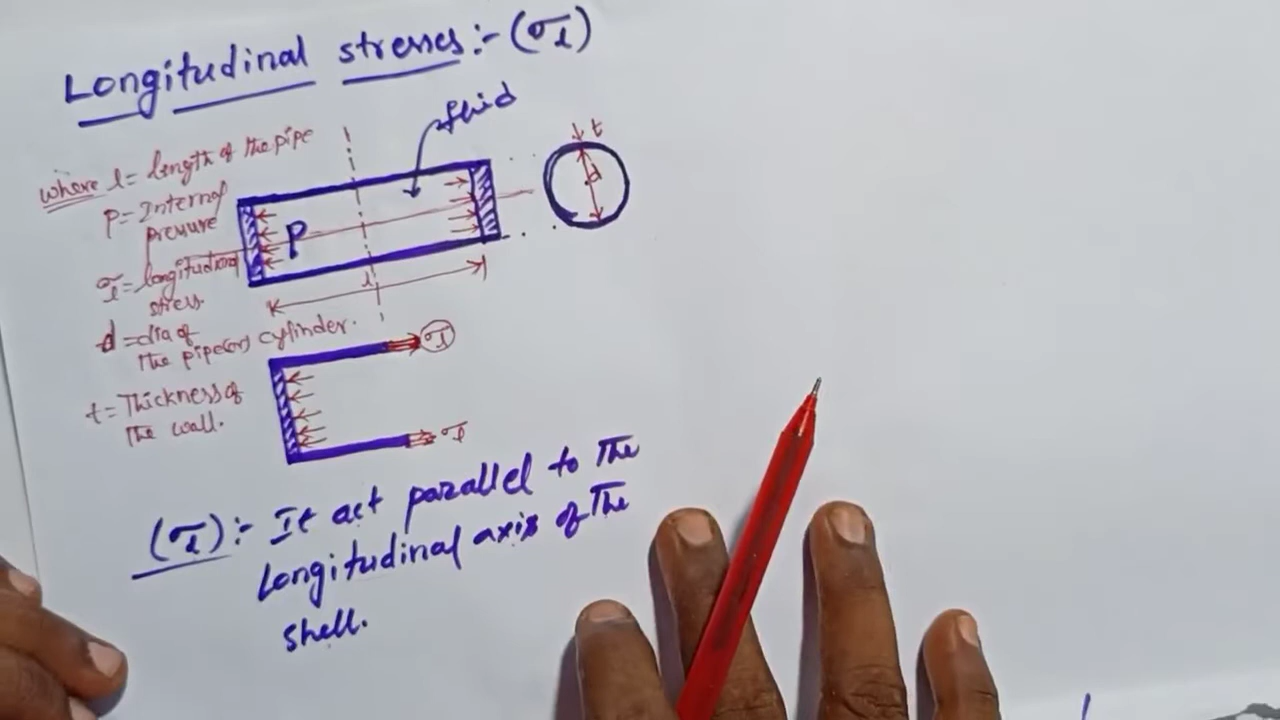 Longitudinal stresses:- (σl)
fluid
where l = length of the pipe
P = Internal
pressure
σl = longitudional
stress.
d = dia of
the pipe(or) cylinder.
t = Thickness of
the wall.
P
l
t
d
σl
σl
(σl):- It act parallel to the
Longitudinal axis of the
shell.